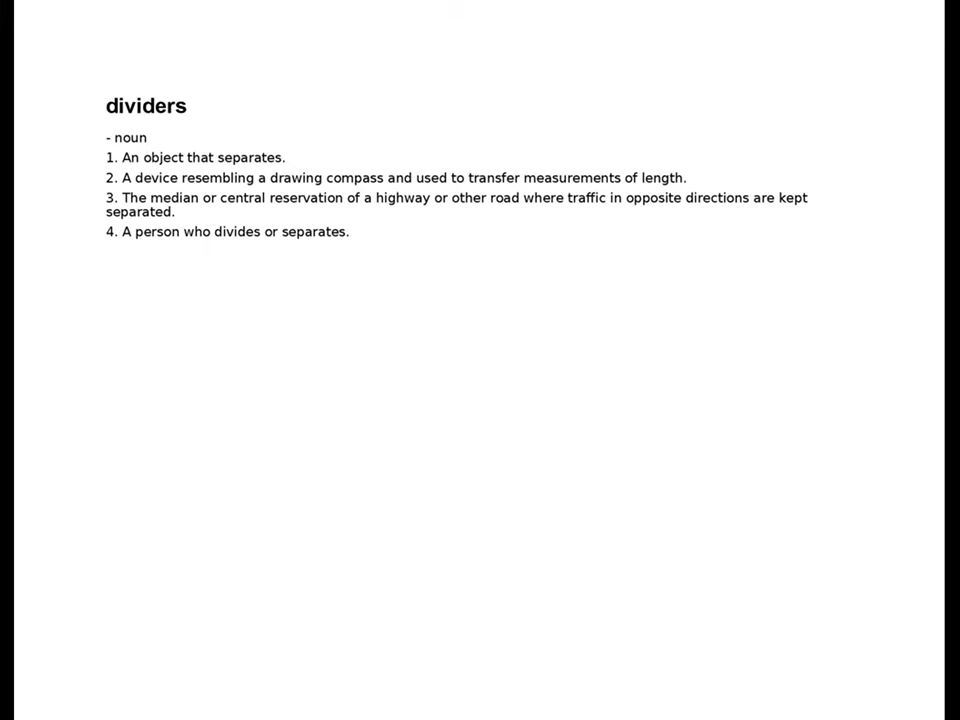 dividers
- noun
1. An object that separates.
2. A device resembling a drawing compass and used to transfer measurements of length.
3. The median or central reservation of a highway or other road where traffic in opposite directions are kept
separated.
4. A person who divides or separates.